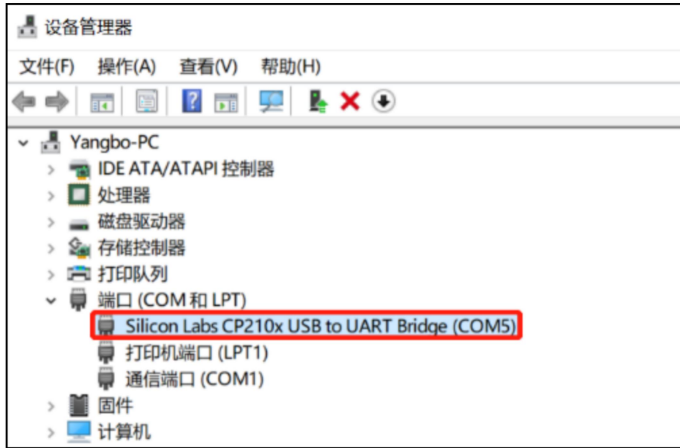 设备管理器
文件(F) 操作(A) 查看(V) 帮助(H)
Yangbo-PC
IDE ATA/ATAPI 控制器
处理器
磁盘驱动器
存储控制器
打印队列
端口 (COM 和 LPT)
Silicon Labs CP210x USB to UART Bridge (COM5)
打印机端口 (LPT1)
通信端口 (COM1)
固件
计算机